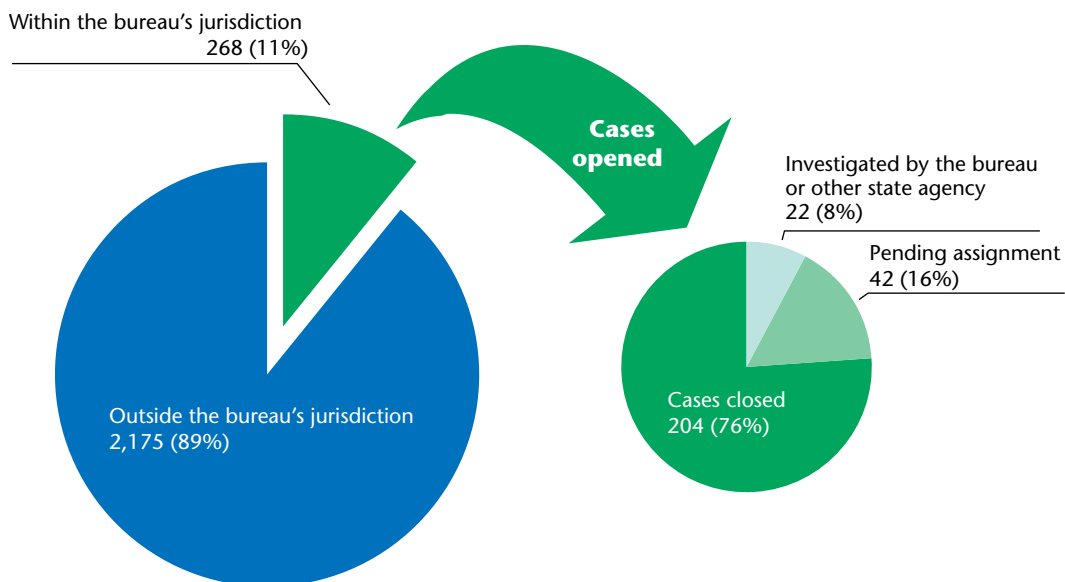 Within the bureau's jurisdiction
268 (11%)
Cases
opened
Investigated by the bureau
or other state agency
22 (8%)
Pending assignment
42 (16%)
Outside the bureau's jurisdiction
2,175 (89%)
Cases closed
204 (76%)